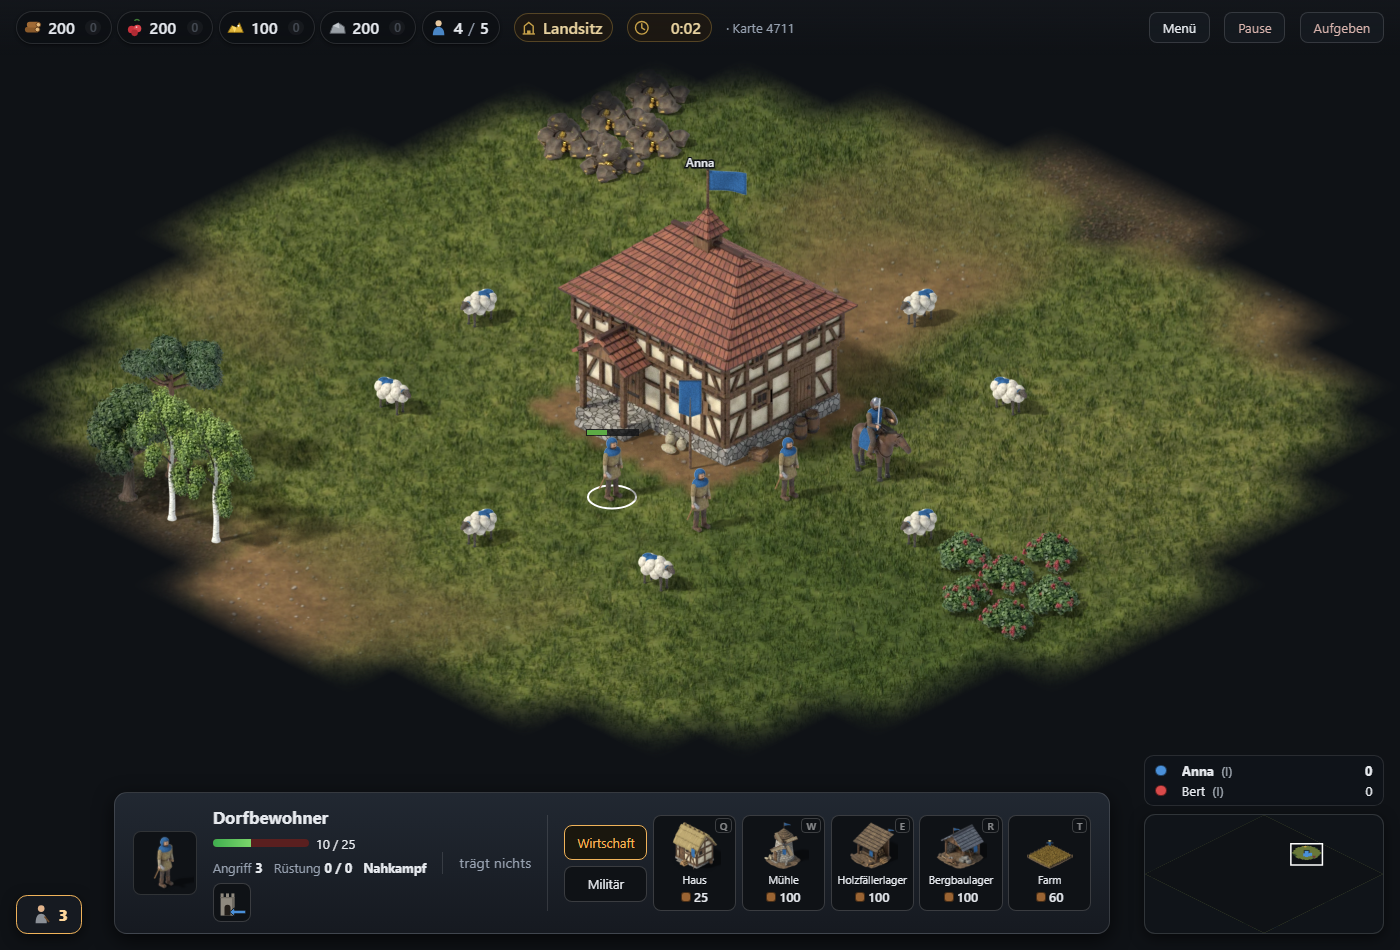 200 0 200 0 100 0 200 0 4 / 5 Landsitz 0:02 · Karte 4711 Menü Pause Aufgeben
Anna
Anna (I) 0
Bert (I) 0
Dorfbewohner
10 / 25
Angriff 3 Rüstung 0 / 0 Nahkampf
trägt nichts
Wirtschaft
Militär
Q
Haus
25
W
Mühle
100
E
Holzfällerlager
100
R
Bergbaulager
100
T
Farm
60
3